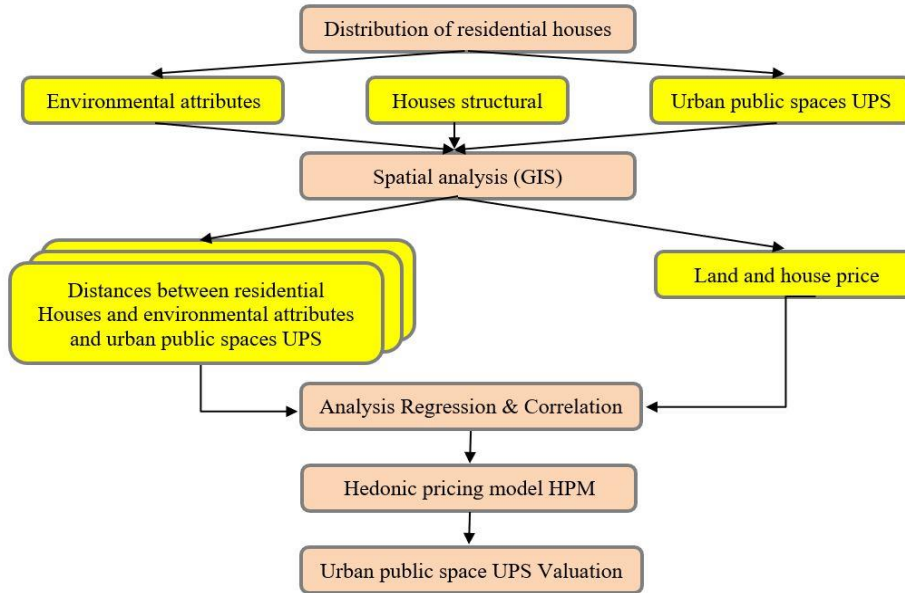 Distribution of residential houses
Environmental attributes
Houses structural
Urban public spaces UPS
Spatial analysis (GIS)
Distances between residential
Houses and environmental attributes
and urban public spaces UPS
Land and house price
Analysis Regression & Correlation
Hedonic pricing model HPM
Urban public space UPS Valuation